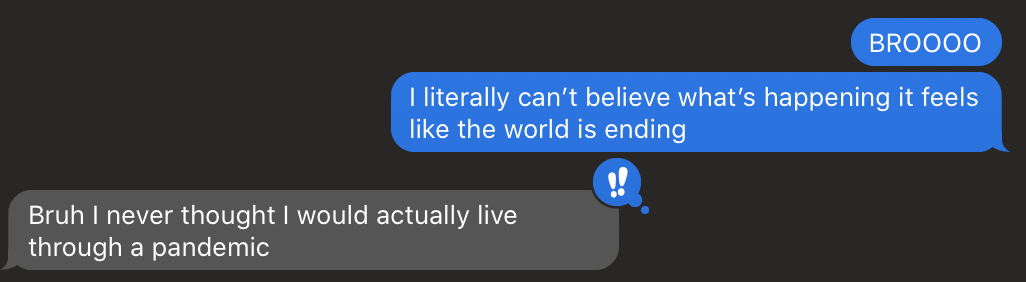 BROOOO
I literally can’t believe what’s happening it feels
like the world is ending
‼
Bruh I never thought I would actually live
through a pandemic